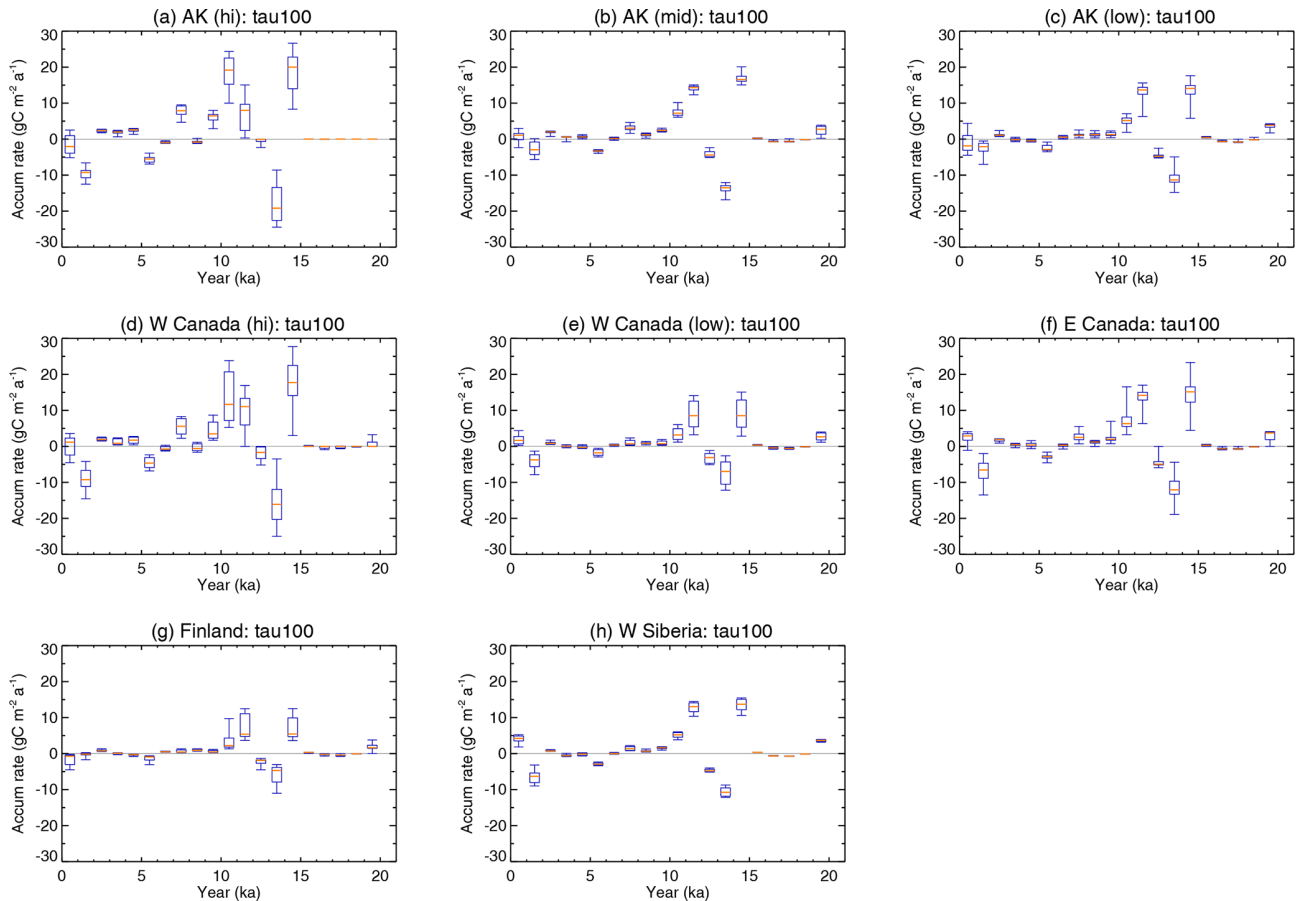 (a) AK (hi): tau100
30
20
10
0
-10
-20
-30
Accum rate (gC m-2 a-1)
0 5 10 15 20
Year (ka)
(b) AK (mid): tau100
30
20
10
0
-10
-20
-30
Accum rate (gC m-2 a-1)
0 5 10 15 20
Year (ka)
(c) AK (low): tau100
30
20
10
0
-10
-20
-30
Accum rate (gC m-2 a-1)
0 5 10 15 20
Year (ka)
(d) W Canada (hi): tau100
30
20
10
0
-10
-20
-30
Accum rate (gC m-2 a-1)
0 5 10 15 20
Year (ka)
(e) W Canada (low): tau100
30
20
10
0
-10
-20
-30
Accum rate (gC m-2 a-1)
0 5 10 15 20
Year (ka)
(f) E Canada: tau100
30
20
10
0
-10
-20
-30
Accum rate (gC m-2 a-1)
0 5 10 15 20
Year (ka)
(g) Finland: tau100
30
20
10
0
-10
-20
-30
Accum rate (gC m-2 a-1)
0 5 10 15 20
Year (ka)
(h) W Siberia: tau100
30
20
10
0
-10
-20
-30
Accum rate (gC m-2 a-1)
0 5 10 15 20
Year (ka)